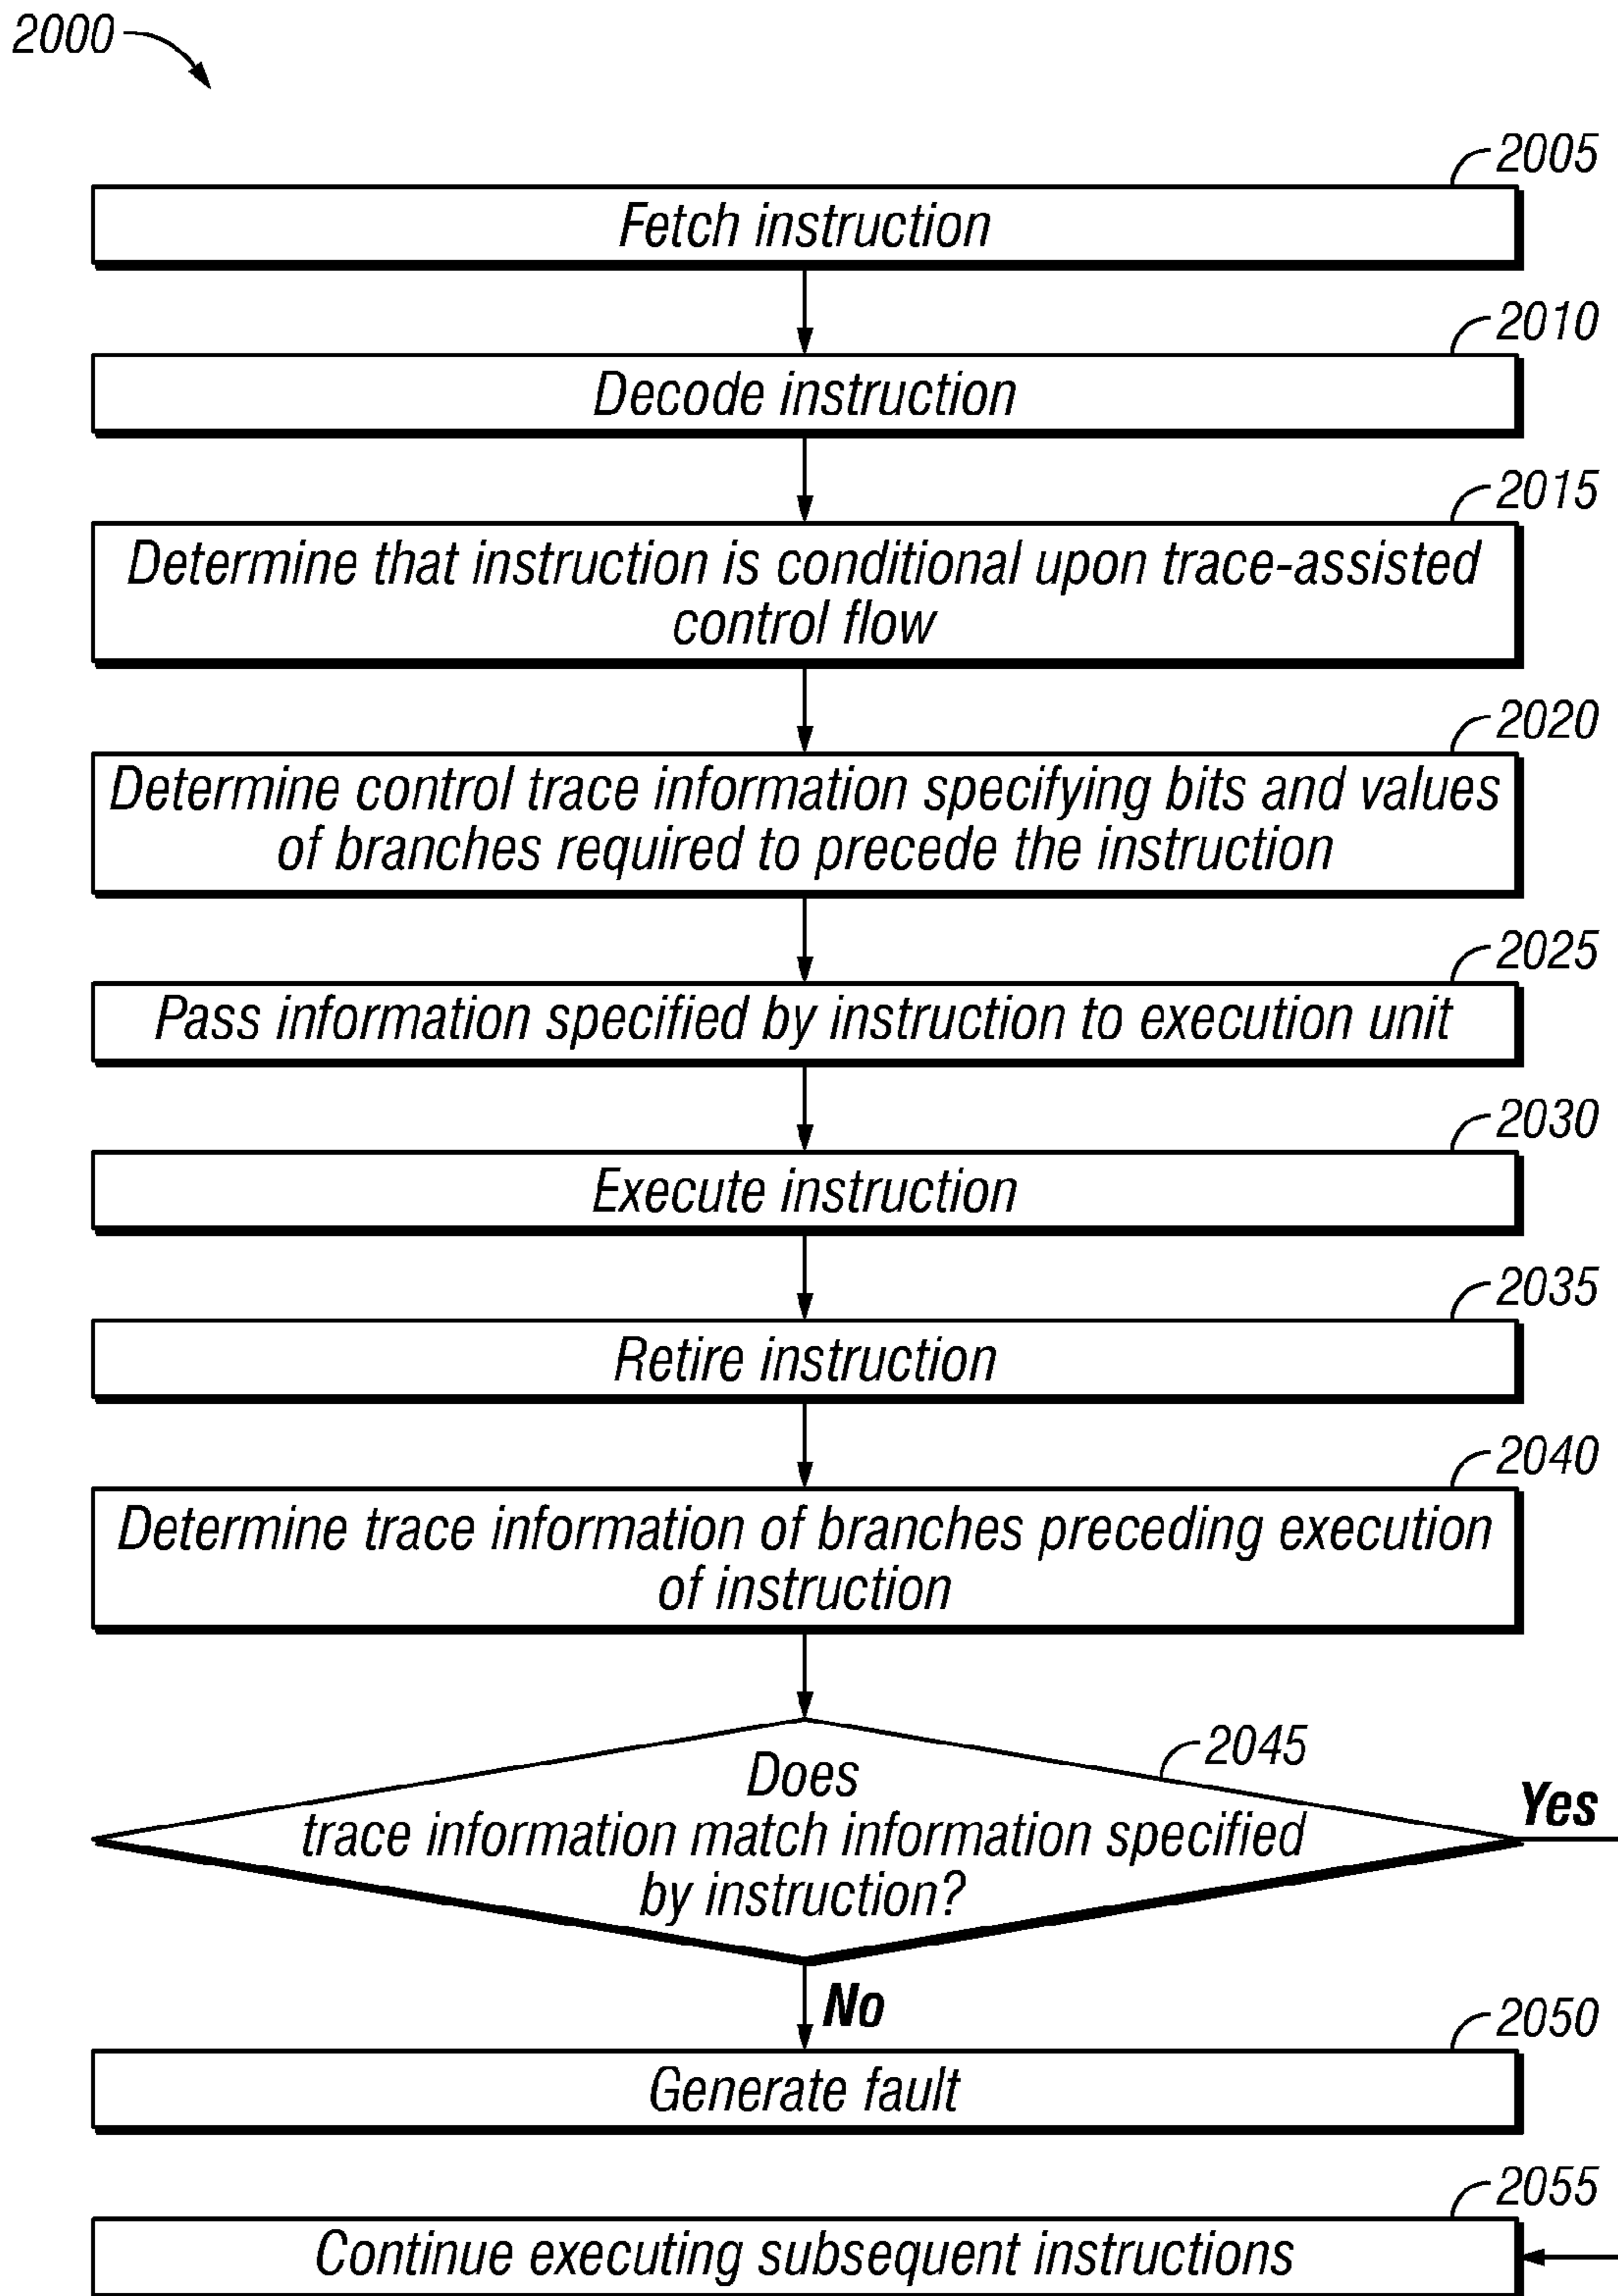 2000
2005
Fetch instruction
2010
Decode instruction
2015
Determine that instruction is conditional upon trace-assisted
control flow
2020
Determine control trace information specifying bits and values
of branches required to precede the instruction
2025
Pass information specified by instruction to execution unit
2030
Execute instruction
2035
Retire instruction
2040
Determine trace information of branches preceding execution
of instruction
2045
Does
trace information match information specified
by instruction?
Yes
No
2050
Generate fault
2055
Continue executing subsequent instructions